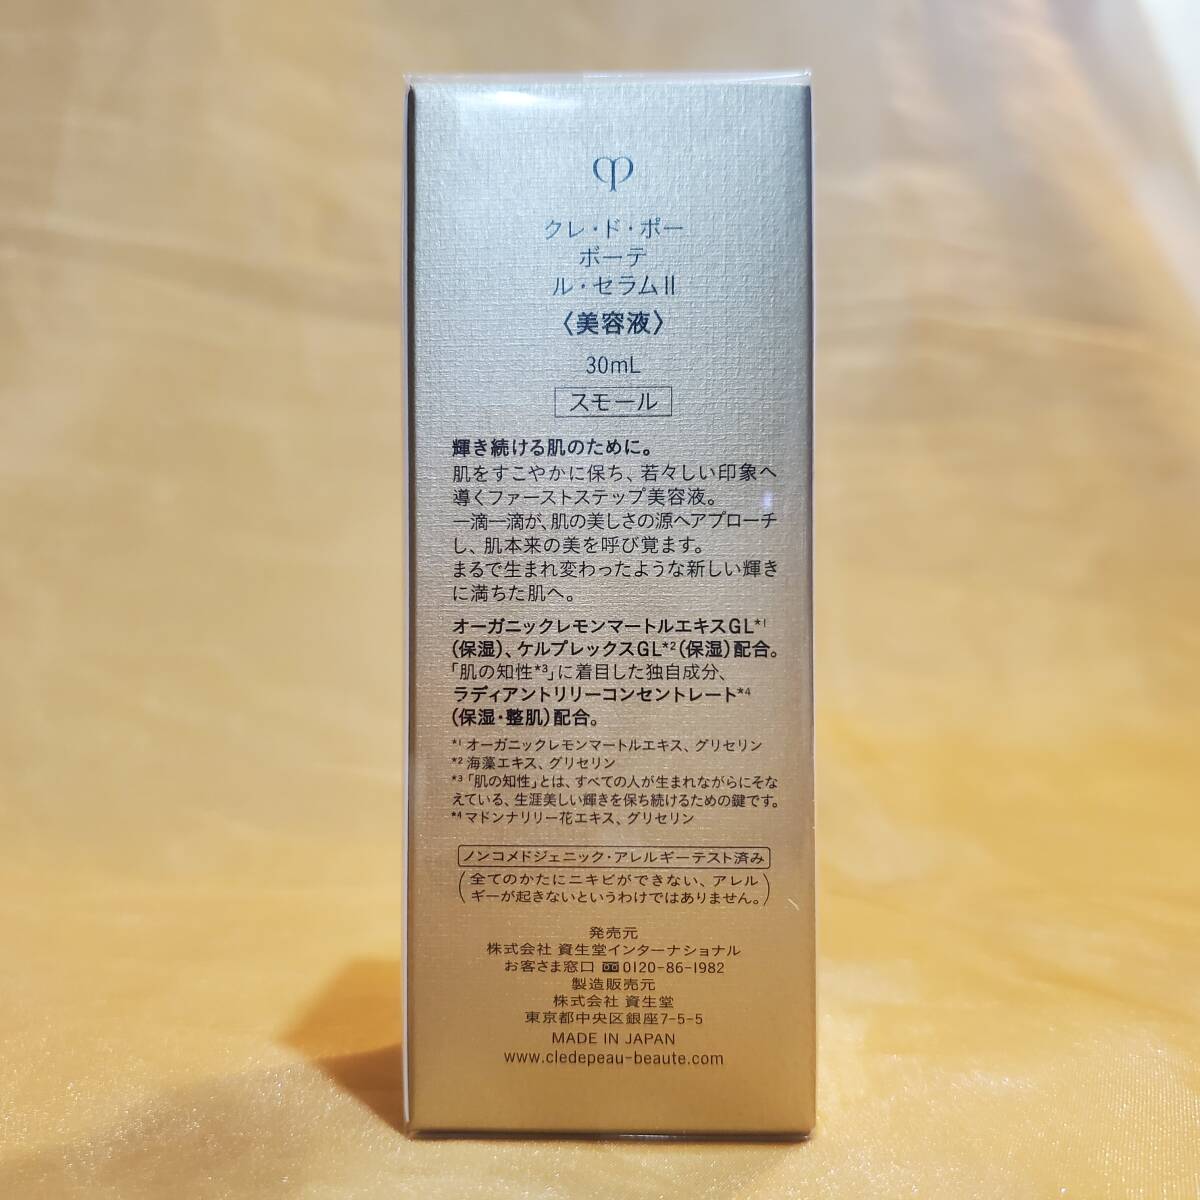 クレ・ド・ポー
ボーテ
ル・セラムⅡ
〈美容液〉
30mL
スモール
輝き続ける肌のために。
肌をすこやかに保ち、若々しい印象へ
導くファーストステップ美容液。
一滴一滴が、肌の美しさの源へアプローチ
し、肌本来の美を呼び覚ます。
まるで生まれ変わったような新しい輝き
に満ちた肌へ。
オーガニックレモンマートルエキスGL*1
(保湿)、ケルプレックスGL*2(保湿)配合。
「肌の知性*3」に着目した独自成分、
ラディアントリリーコンセントレート*4
(保湿・整肌)配合。
*1 オーガニックレモンマートルエキス、グリセリン
*2 海藻エキス、グリセリン
*3「肌の知性」とは、すべての人が生まれながらにそな
えている、生涯美しい輝きを保ち続けるための鍵です。
*4 マドンナリリー花エキス、グリセリン
ノンコメドジェニック・アレルギーテスト済み
(全てのかたにニキビができない、アレル
ギーが起きないというわけではありません。)
発売元
株式会社 資生堂インターナショナル
お客さま窓口 0120-86-1982
製造販売元
株式会社 資生堂
東京都中央区銀座7-5-5
MADE IN JAPAN
www.cledepeau-beaute.com